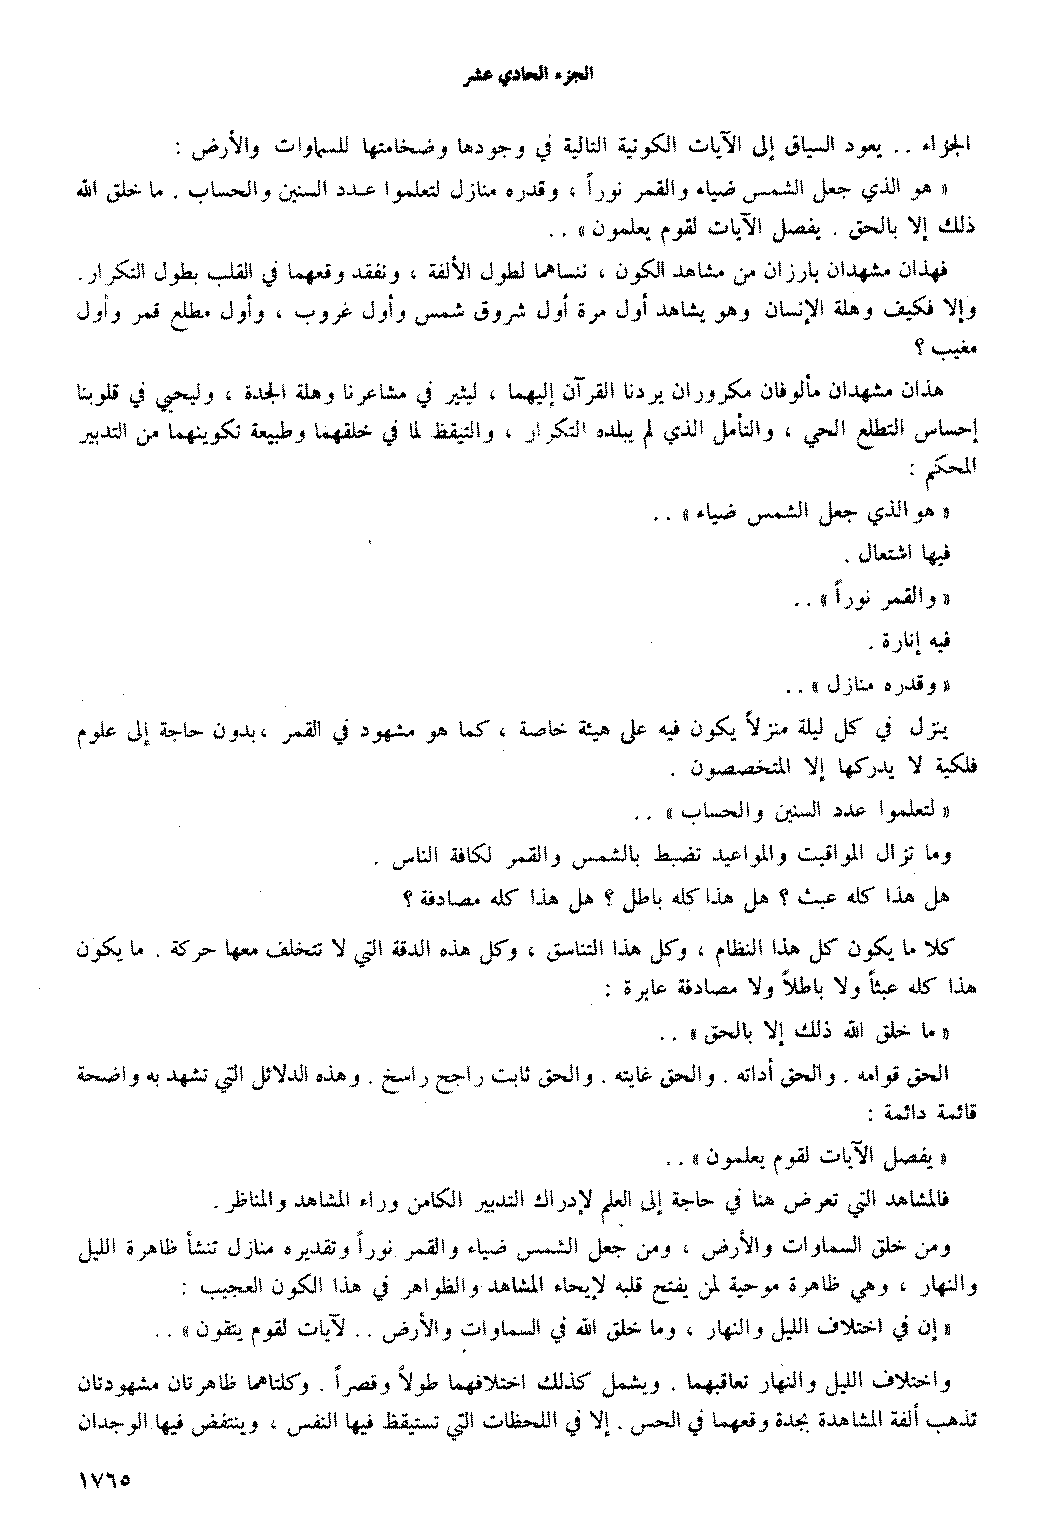 الجزء الحادي عشر
الجزاء .. يعود السياق إلى الآيات الكونية التالية في وجودها وضخامتها للسماوات والأرض :
« هو الذي جعل الشمس ضياء والقمر نوراً ، وقدره منازل لتعلموا عدد السنين والحساب . ما خلق الله
ذلك إلا بالحق . يفصل الآيات لقوم يعلمون » ..
فهذان مشهدان بارزان من مشاهد الكون ، ننساهما لطول الألفة ، ونفقد وقعهما في القلب بطول التكرار .
وإلا فكيف وهلة الإنسان وهو يشاهد أول مرة أول شروق شمس وأول غروب ، وأول مطلع قمر وأول
مغيب ؟
هذان مشهدان مألوفان مكروران يردنا القرآن إليهما ، ليثير في مشاعرنا وهلة الجدة ، وليحيي في قلوبنا
إحساس التطلع الحي ، والتأمل الذي لم يبلده التكرار ، والتيقظ لما في خلقهما وطبيعة تكوينهما من التدبير
المحكم :
« هو الذي جعل الشمس ضياء » ..
فيها اشتعال .
« والقمر نوراً » ..
فيه إنارة .
« وقدره منازل » ..
ينزل في كل ليلة منزلاً يكون فيه على هيئة خاصة ، كما هو مشهود في القمر ، بدون حاجة إلى علوم
فلكية لا يدركها إلا المتخصصون .
« لتعلموا عدد السنين والحساب » ..
وما تزال المواقيت والمواعيد تضبط بالشمس والقمر لكافة الناس .
هل هذا كله عبث ؟ هل هذا كله باطل ؟ هل هذا كله مصادفة ؟
كلا ما يكون كل هذا النظام ، وكل هذا التناسق ، وكل هذه الدقة التي لا تتخلف معها حركة . ما يكون
هذا كله عبثاً ولا باطلاً ولا مصادفة عابرة :
« ما خلق الله ذلك إلا بالحق » ..
الحق قوامه . والحق أداته . والحق غايته . والحق ثابت راجح راسخ . وهذه الدلائل التي تشهد به واضحة
قائمة دائمة :
« يفصل الآيات لقوم يعلمون » ..
فالمشاهد التي تعرض هنا في حاجة إلى العلم لإدراك التدبير الكامن وراء المشاهد والمناظر .
ومن خلق السماوات والأرض ، ومن جعل الشمس ضياء والقمر نوراً وتقديره منازل تنشأ ظاهرة الليل
والنهار ، وهي ظاهرة موحية لمن يفتح قلبه لإيحاء المشاهد والظواهر في هذا الكون العجيب :
« إن في اختلاف الليل والنهار ، وما خلق الله في السماوات والأرض .. لآيات لقوم يتقون » ..
واختلاف الليل والنهار تعاقبهما . ويشمل كذلك اختلافهما طولاً وقصراً . وكلتاهما ظاهرتان مشهودتان
تذهب ألفة المشاهدة بجدة وقعهما في الحس . إلا في اللحظات التي تستيقظ فيها النفس ، وينتفض فيها الوجدان
١٧٦٥